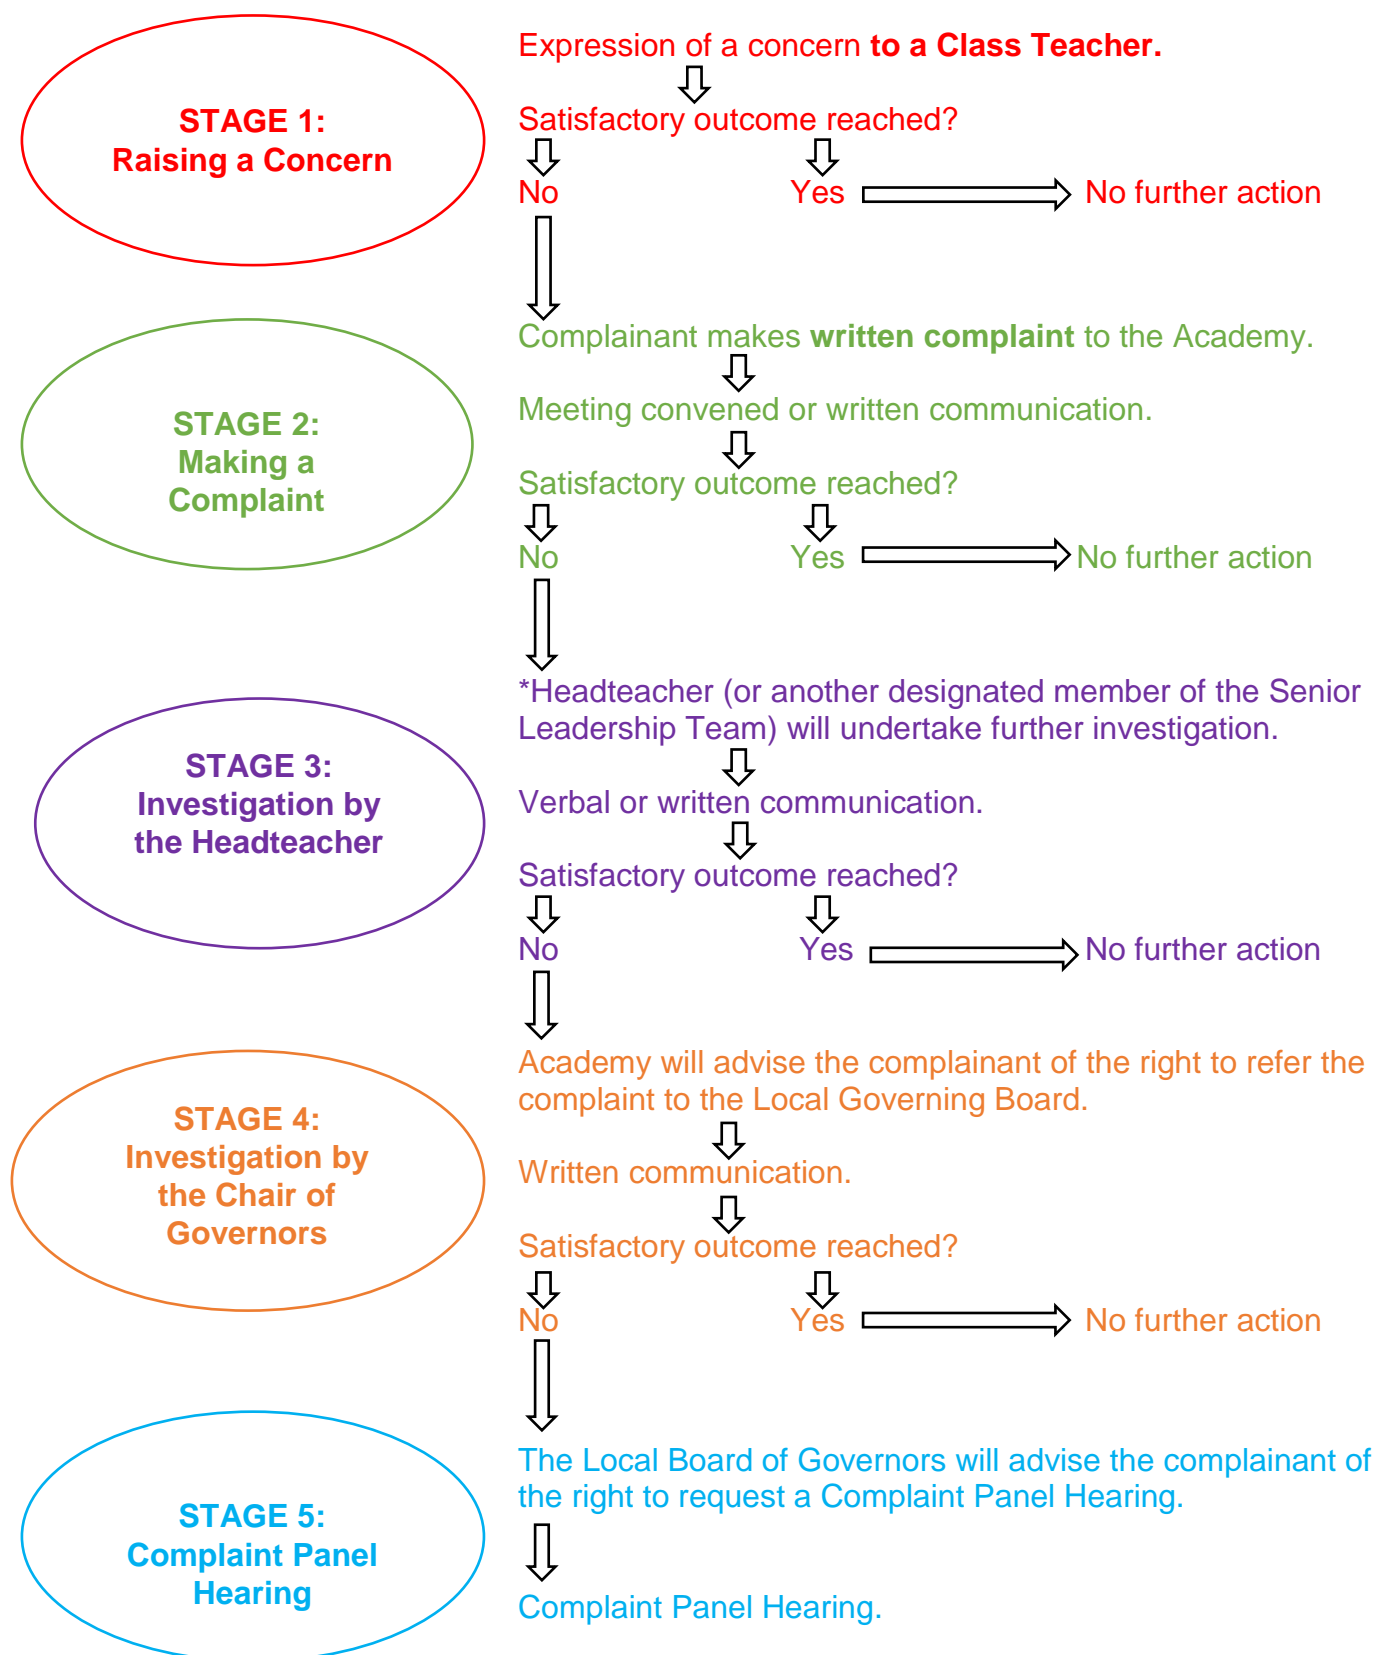 STAGE 1:
Raising a Concern
Expression of a concern to a Class Teacher.
Satisfactory outcome reached?
No Yes No further action
STAGE 2:
Making a
Complaint
Complainant makes written complaint to the Academy.
Meeting convened or written communication.
Satisfactory outcome reached?
No Yes No further action
STAGE 3:
Investigation by
the Headteacher
*Headteacher (or another designated member of the Senior
Leadership Team) will undertake further investigation.
Verbal or written communication.
Satisfactory outcome reached?
No Yes No further action
STAGE 4:
Investigation by
the Chair of
Governors
Academy will advise the complainant of the right to refer the
complaint to the Local Governing Board.
Written communication.
Satisfactory outcome reached?
No Yes No further action
STAGE 5:
Complaint Panel
Hearing
The Local Board of Governors will advise the complainant of
the right to request a Complaint Panel Hearing.
Complaint Panel Hearing.